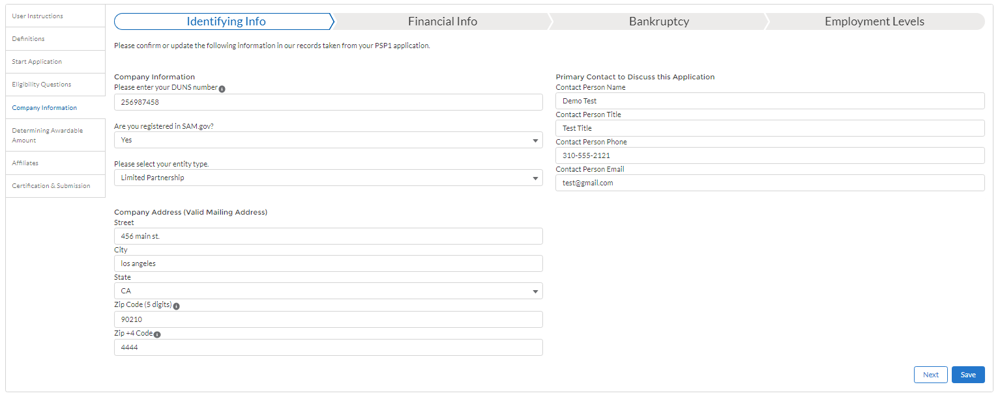 User Instructions
Definitions
Start Application
Eligibility Questions
Company Information
Determining Awardable
Amount
Affiliates
Certification & Submission
Identifying Info
Financial Info
Bankruptcy
Employment Levels
Please confirm or update the following information in our records taken from your PSP1 application.
Company Information
Please enter your DUNS number
256987458
Are you registered in SAM.gov?
Yes
Please select your entity type.
Limited Partnership
Company Address (Valid Mailing Address)
Street
456 main st.
City
los angeles
State
CA
Zip Code (5 digits)
90210
Zip +4 Code
4444
Primary Contact to Discuss this Application
Contact Person Name
Demo Test
Contact Person Title
Test Title
Contact Person Phone
310-555-2121
Contact Person Email
test@gmail.com
Next
Save